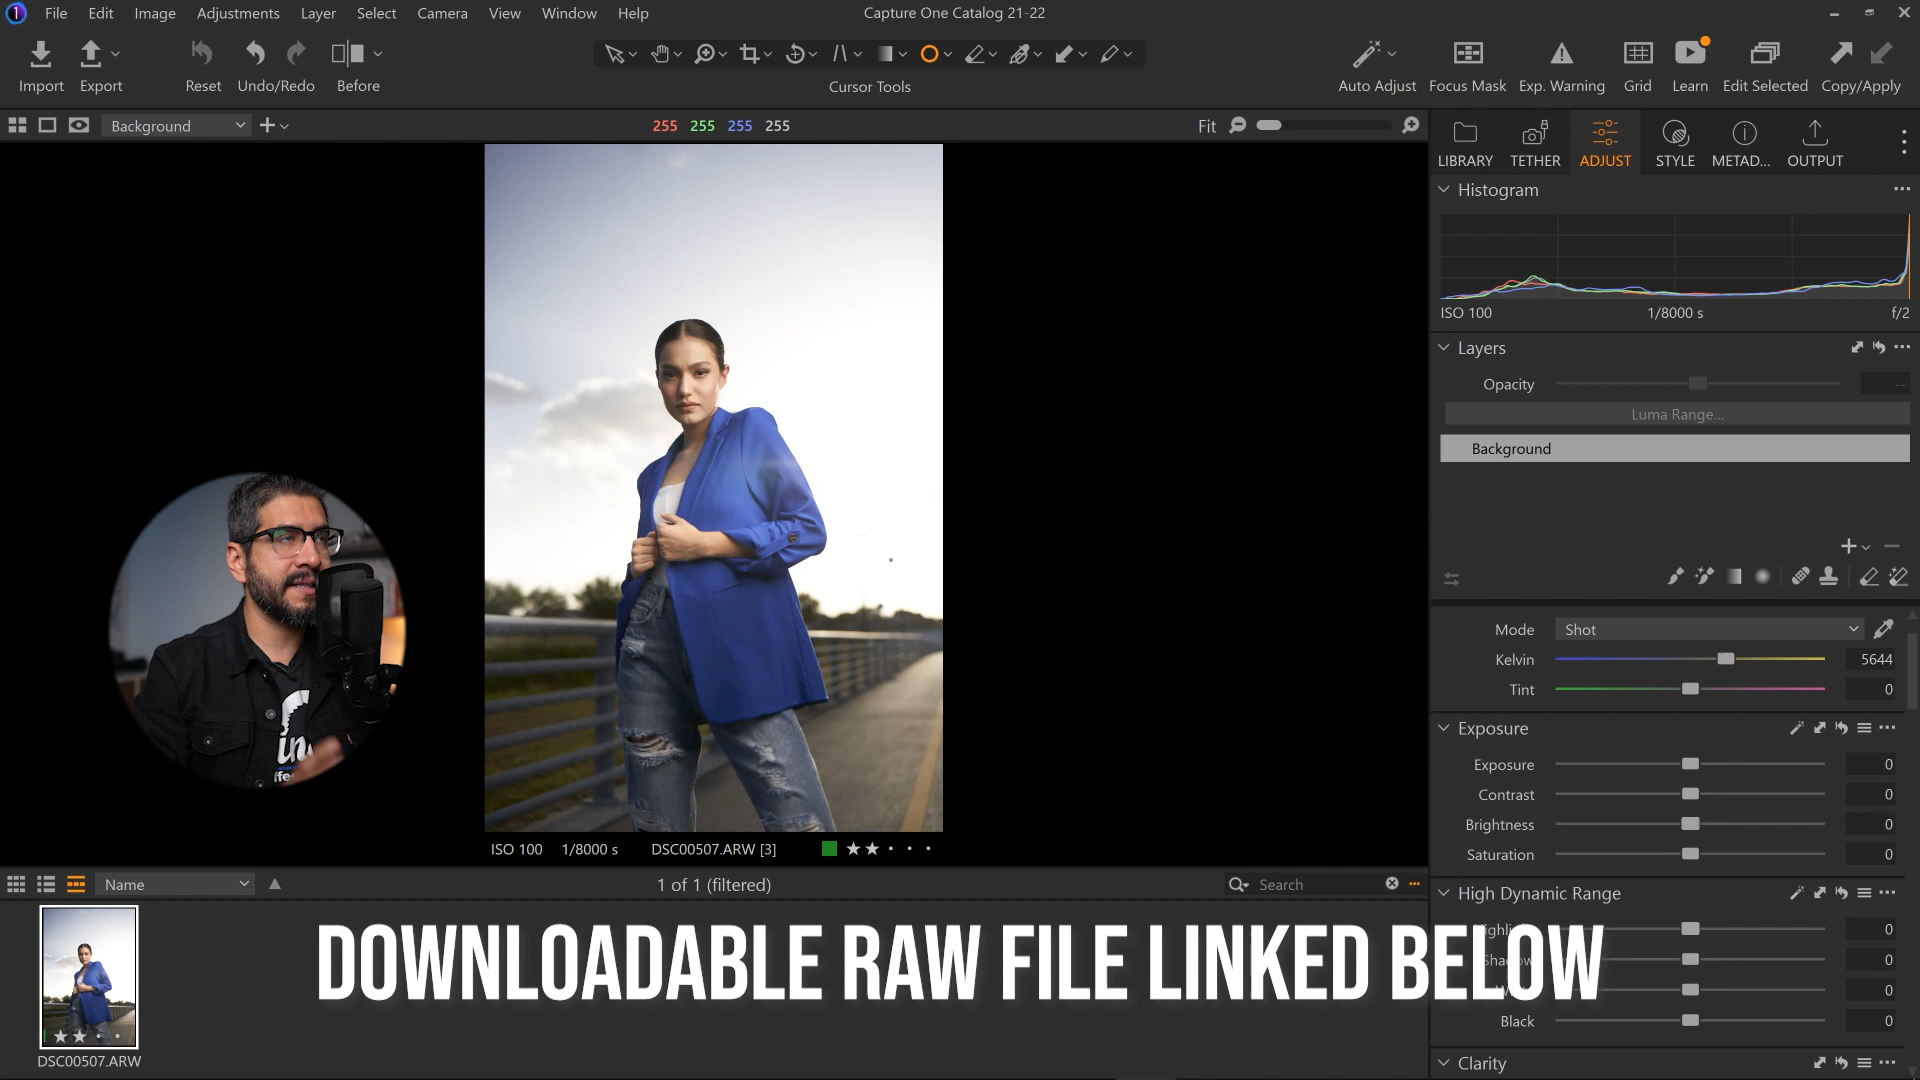 File Edit Image Adjustments Layer Select Camera View Window Help
Capture One Catalog 21-22
Import Export Reset Undo/Redo Before
Cursor Tools
Auto Adjust Focus Mask Exp. Warning Grid Learn Edit Selected Copy/Apply
Background
255 255 255 255
Fit
LIBRARY TETHER ADJUST STYLE METAD... OUTPUT
Histogram
ISO 100 1/8000 s f/2
Layers
Opacity --
Luma Range...
Background
Mode Shot
Kelvin 5644
Tint 0
Exposure
Exposure 0
Contrast 0
Brightness 0
Saturation 0
ISO 100 1/8000 s DSC00507.ARW [3]
Name
1 of 1 (filtered)
Search
High Dynamic Range
0
0
0
Black 0
Clarity
DOWNLOADABLE RAW FILE LINKED BELOW
DSC00507.ARW